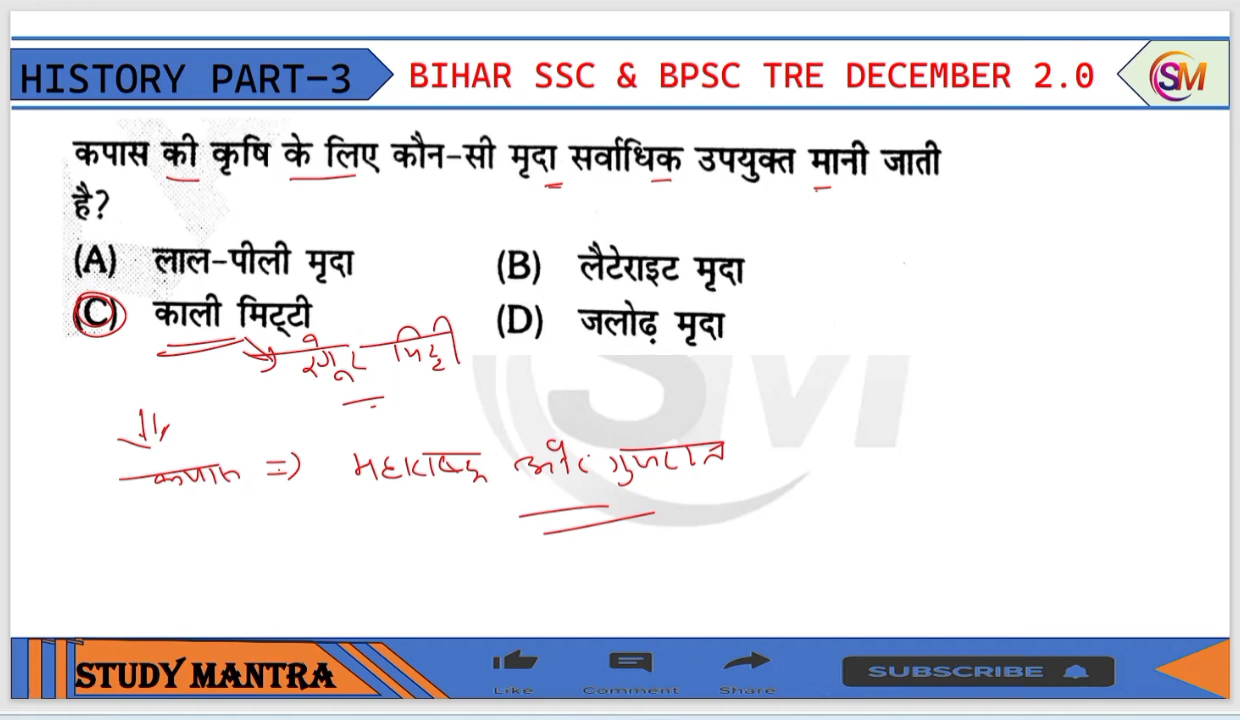 HISTORY PART-3
BIHAR SSC & BPSC TRE DECEMBER 2.0
SM
कपास की कृषि के लिए कौन-सी मृदा सर्वाधिक उपयुक्त मानी जाती
है?
(A) लाल-पीली मृदा (B) लैटेराइट मृदा
(C) काली मिट्टी (D) जलोढ़ मृदा
रेगूर मिट्टी
कपास => महाराष्ट्र और गुजरात
SM
STUDY MANTRA
Like Comment Share
SUBSCRIBE